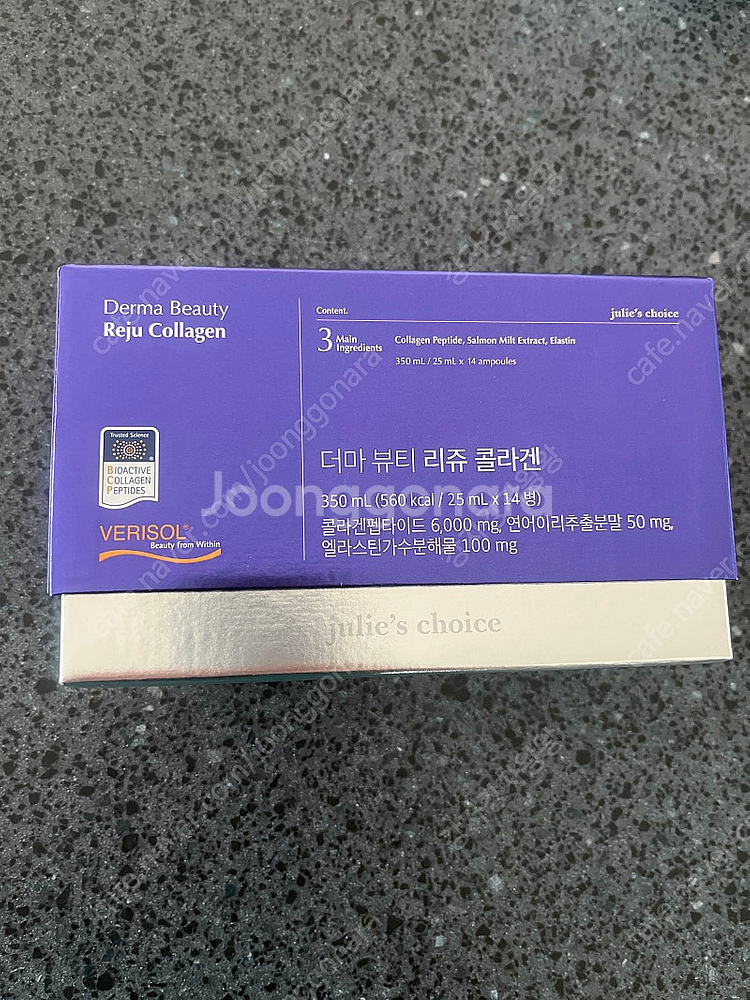 Derma Beauty
Reju Collagen
Content.
julie's choice
3 Main Ingredients
Collagen Peptide, Salmon Milt Extract, Elastin
350 mL / 25 mL x 14 ampoules
Trusted Science
BIOACTIVE
COLLAGEN
PEPTIDES
VERISOL®
Beauty from Within
더마 뷰티 리쥬 콜라겐
350 mL (560 kcal / 25 mL x 14 병)
콜라겐펩타이드 6,000 mg, 연어이리추출분말 50 mg,
엘라스틴가수분해물 100 mg
julie's choice
Joonggonara
cafe.naver.com/joonggonara